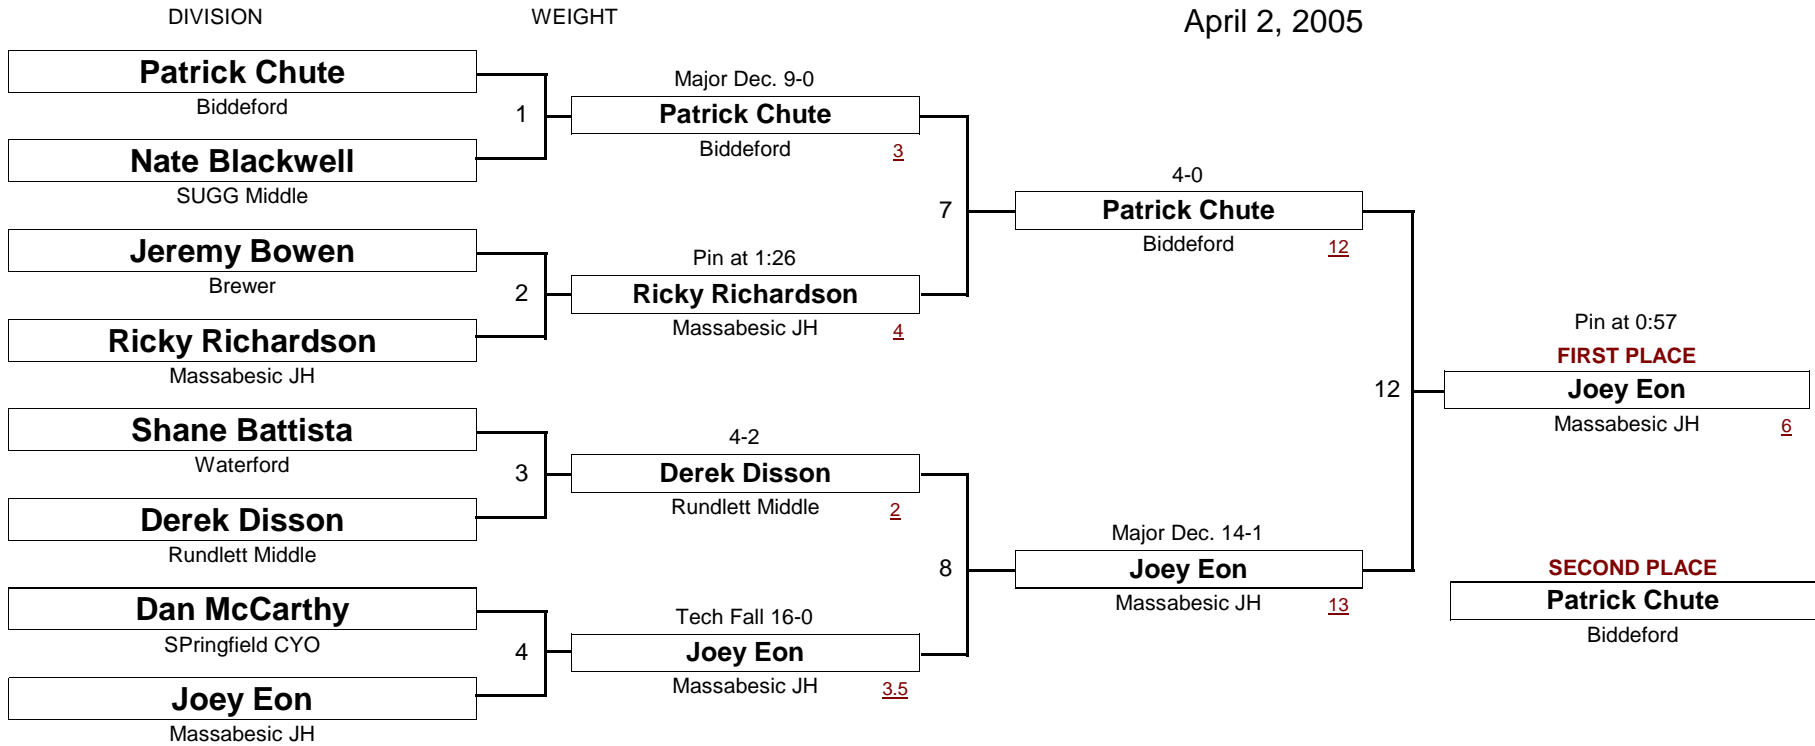 DIVISION WEIGHT April 2, 2005
Patrick Chute
Biddeford
1
Nate Blackwell
SUGG Middle
Jeremy Bowen
Brewer
2
Ricky Richardson
Massabesic JH
Shane Battista
Waterford
3
Derek Disson
Rundlett Middle
Dan McCarthy
SPringfield CYO
4
Joey Eon
Massabesic JH
Major Dec. 9-0
Patrick Chute
Biddeford 3
7
Pin at 1:26
Ricky Richardson
Massabesic JH 4
4-2
Derek Disson
Rundlett Middle 2
8
Tech Fall 16-0
Joey Eon
Massabesic JH 3.5
4-0
Patrick Chute
Biddeford 12
12
Major Dec. 14-1
Joey Eon
Massabesic JH 13
Pin at 0:57
FIRST PLACE
Joey Eon
Massabesic JH 6
SECOND PLACE
Patrick Chute
Biddeford